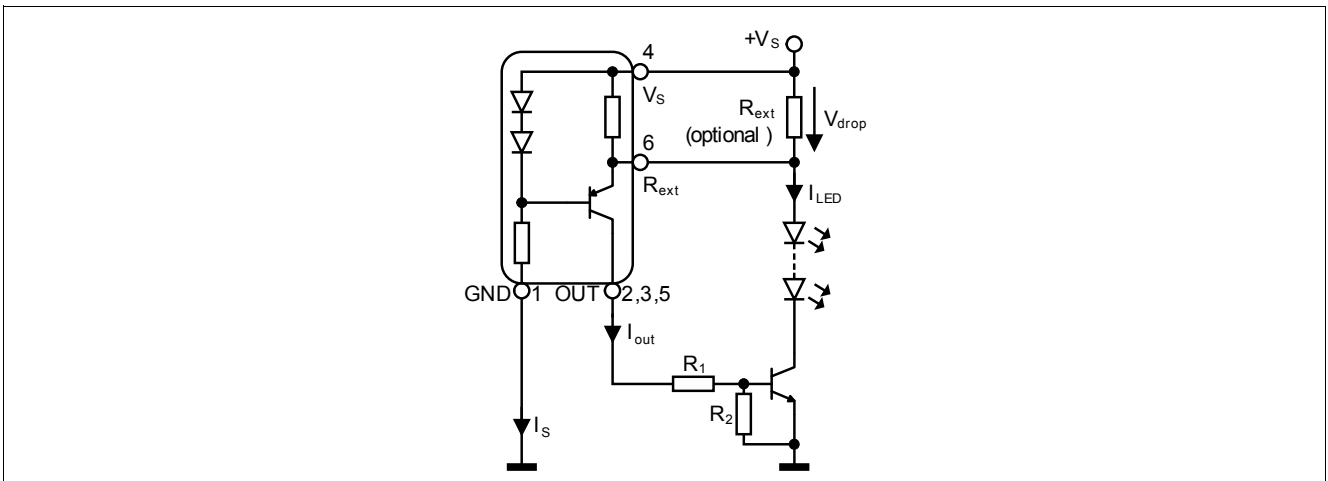 +VS
4
VS
Rext
(optional )
Vdrop
6
Rext
ILED
GND 1 OUT 2,3,5
Iout
R1
R2
IS